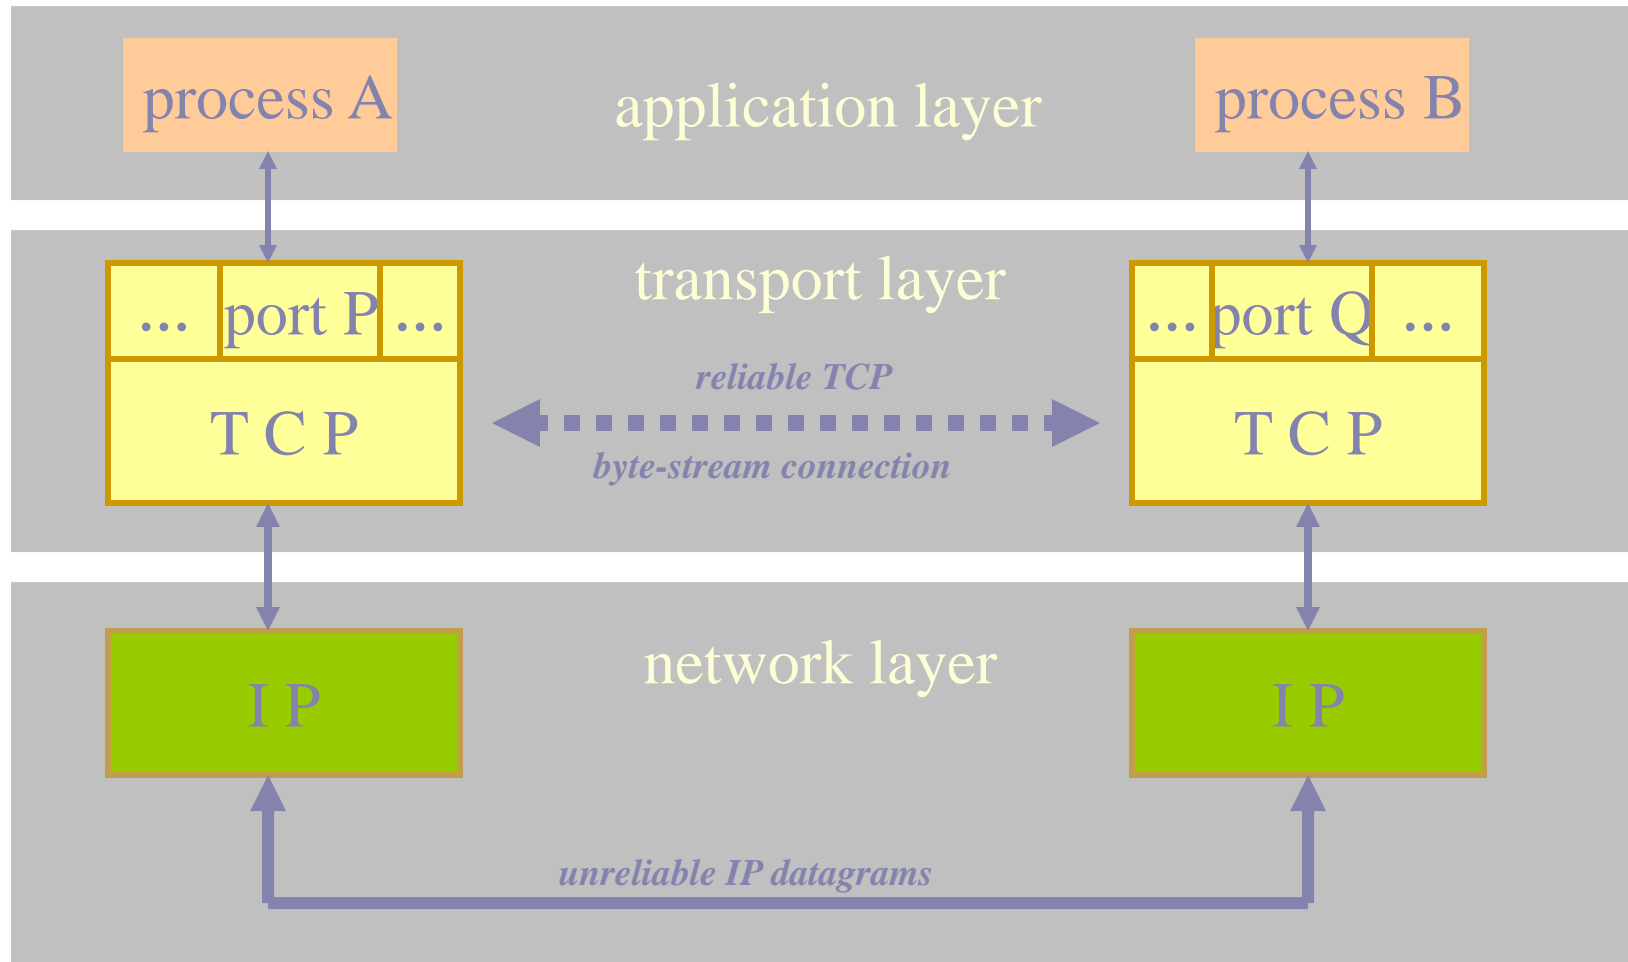 process A
application layer
process B
transport layer
... port P ...
... port Q ...
reliable TCP
T C P
T C P
byte-stream connection
network layer
I P
I P
unreliable IP datagrams